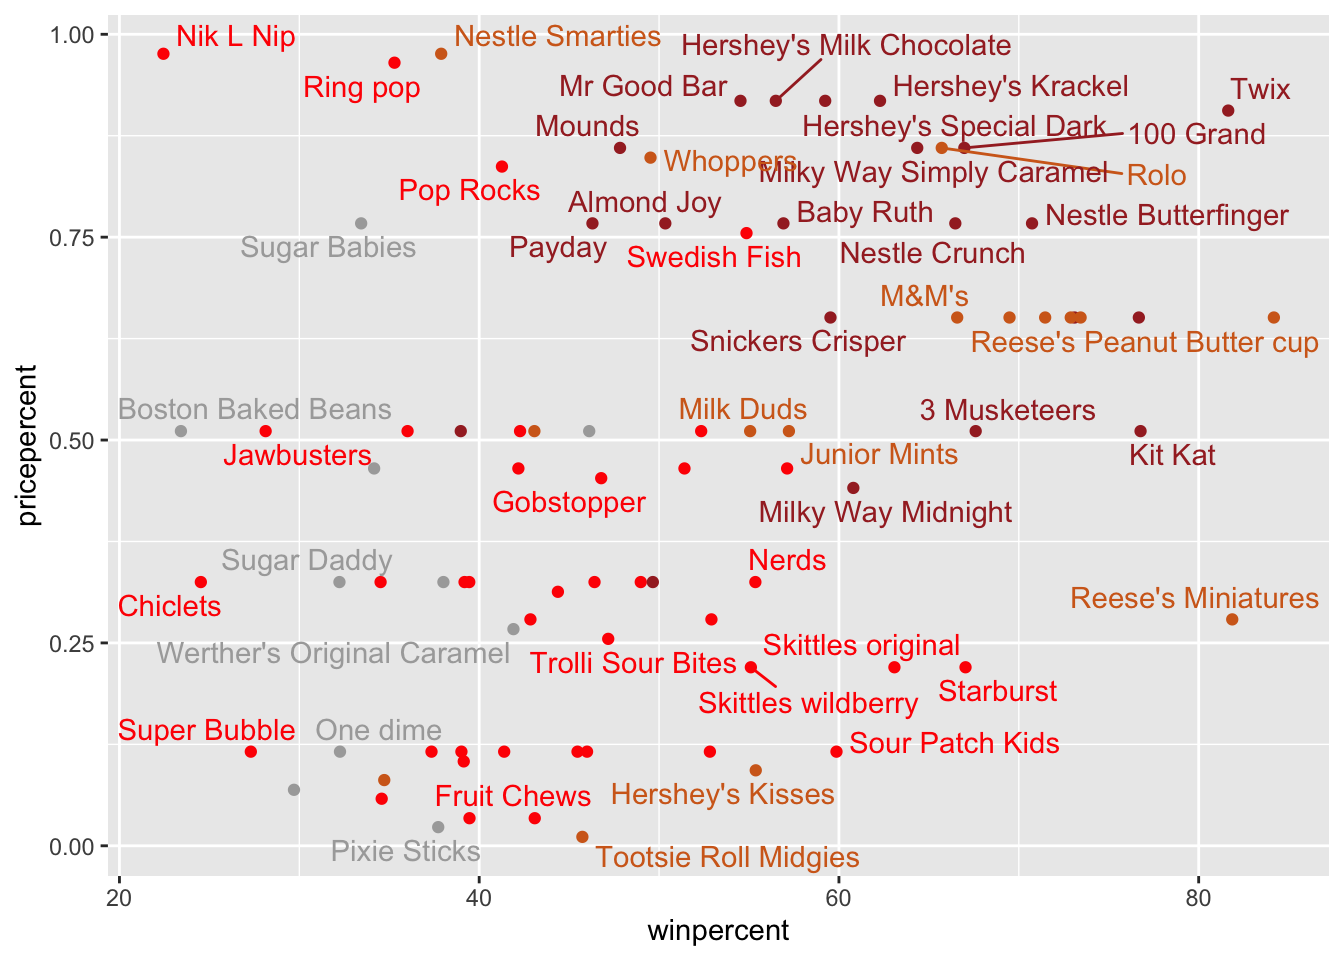 1.00
Nik L Nip
Nestle Smarties
Hershey's Milk Chocolate
Ring pop
Mr Good Bar
Hershey's Krackel
Twix
Mounds
Hershey's Special Dark
100 Grand
Whoppers
Milky Way Simply Caramel
Rolo
Pop Rocks
Almond Joy
Baby Ruth
Nestle Butterfinger
0.75
Sugar Babies
Payday
Swedish Fish
Nestle Crunch
M&M's
Snickers Crisper
Reese's Peanut Butter cup
Boston Baked Beans
Milk Duds
3 Musketeers
0.50
Jawbusters
Junior Mints
Kit Kat
Gobstopper
Milky Way Midnight
Sugar Daddy
Nerds
Chiclets
Reese's Miniatures
0.25
Werther's Original Caramel
Trolli Sour Bites
Skittles original
Skittles wildberry
Starburst
Super Bubble
One dime
Sour Patch Kids
Fruit Chews
Hershey's Kisses
0.00
Pixie Sticks
Tootsie Roll Midgies
20
40
60
80
winpercent
pricepercent